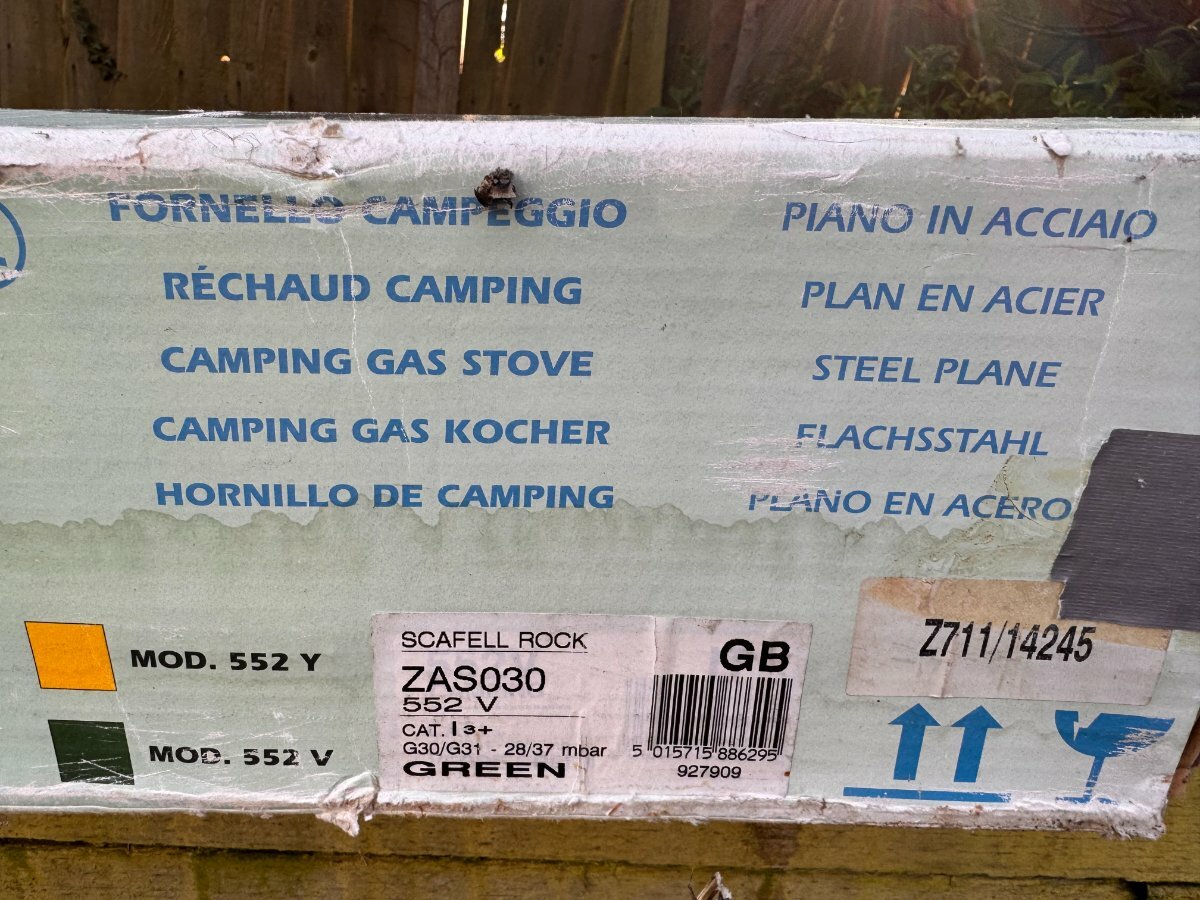 FORNELLO CAMPEGGIO
RÉCHAUD CAMPING
CAMPING GAS STOVE
CAMPING GAS KOCHER
HORNILLO DE CAMPING
PIANO IN ACCIAIO
PLAN EN ACIER
STEEL PLANE
FLACHSSTAHL
PLANO EN ACERO
MOD. 552 Y
MOD. 552 V
SCAFELL ROCK
ZAS030
552 V
CAT. I 3+
G30/G31 - 28/37 mbar
GREEN
GB
5 015715 886295
927909
Z711/14245